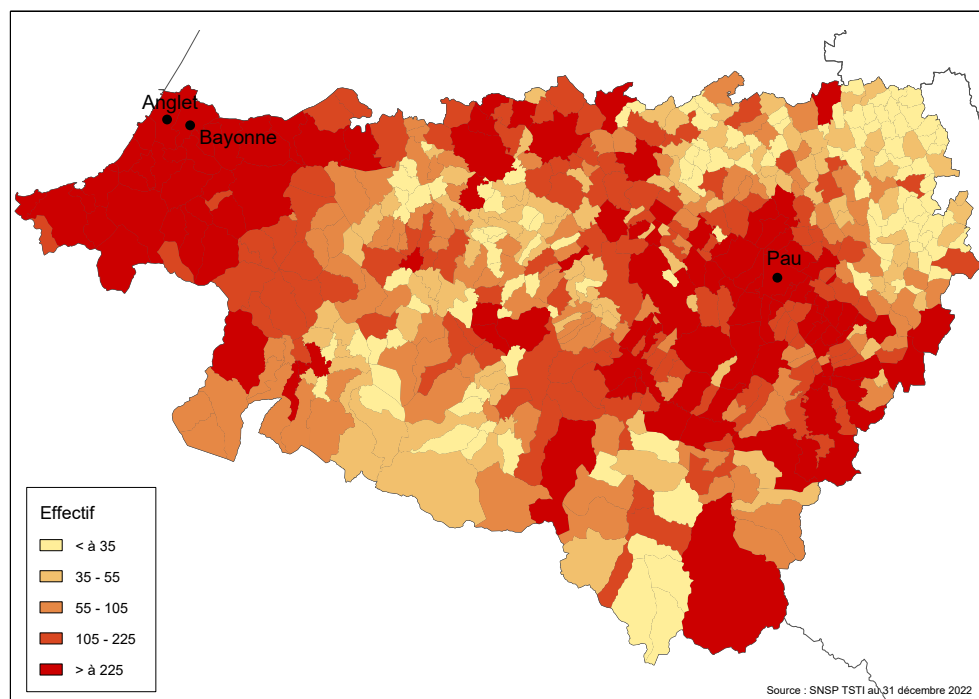 Anglet
Bayonne
Pau
Effectif
< à 35
35 - 55
55 - 105
105 - 225
> à 225
Source : SNSP TSTI au 31 décembre 2022